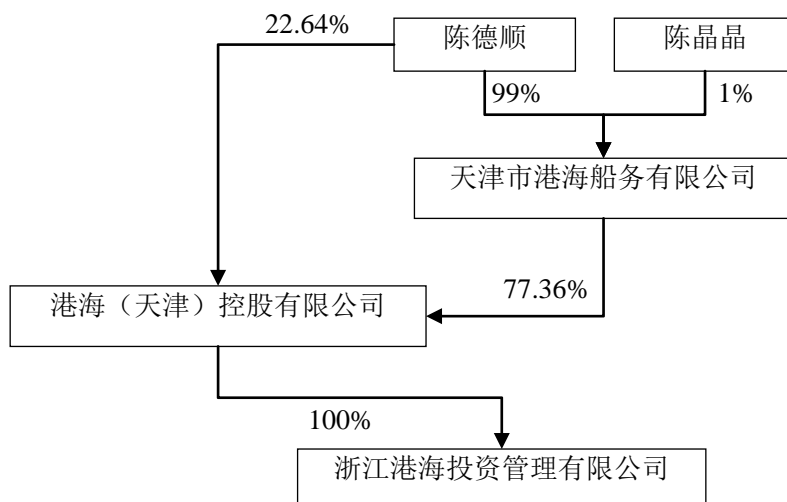 22.64%
陈德顺
陈晶晶
99%
1%
天津市港海船务有限公司
77.36%
港海（天津）控股有限公司
100%
浙江港海投资管理有限公司